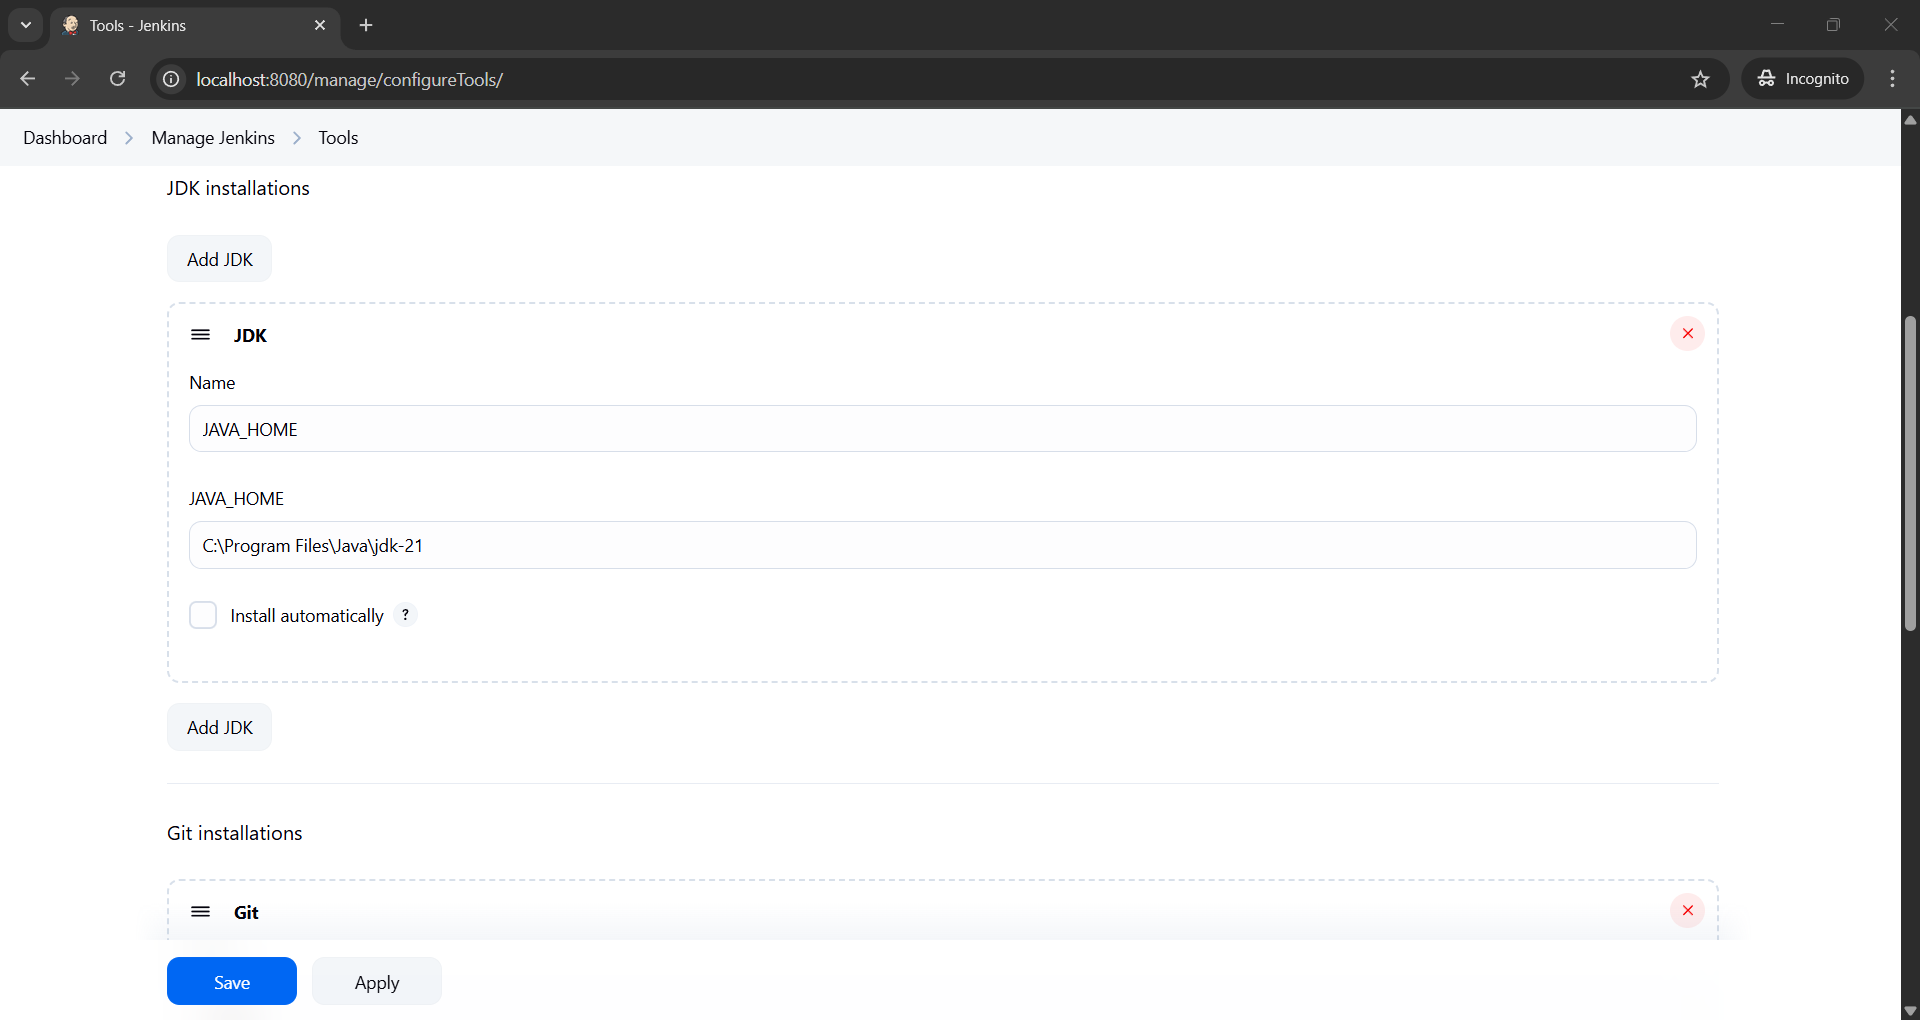 Tools - Jenkins
localhost:8080/manage/configureTools/
Incognito
Dashboard > Manage Jenkins > Tools
JDK installations
Add JDK
JDK
Name
JAVA_HOME
JAVA_HOME
C:\Program Files\Java\jdk-21
Install automatically ?
Add JDK
Git installations
Git
Save Apply